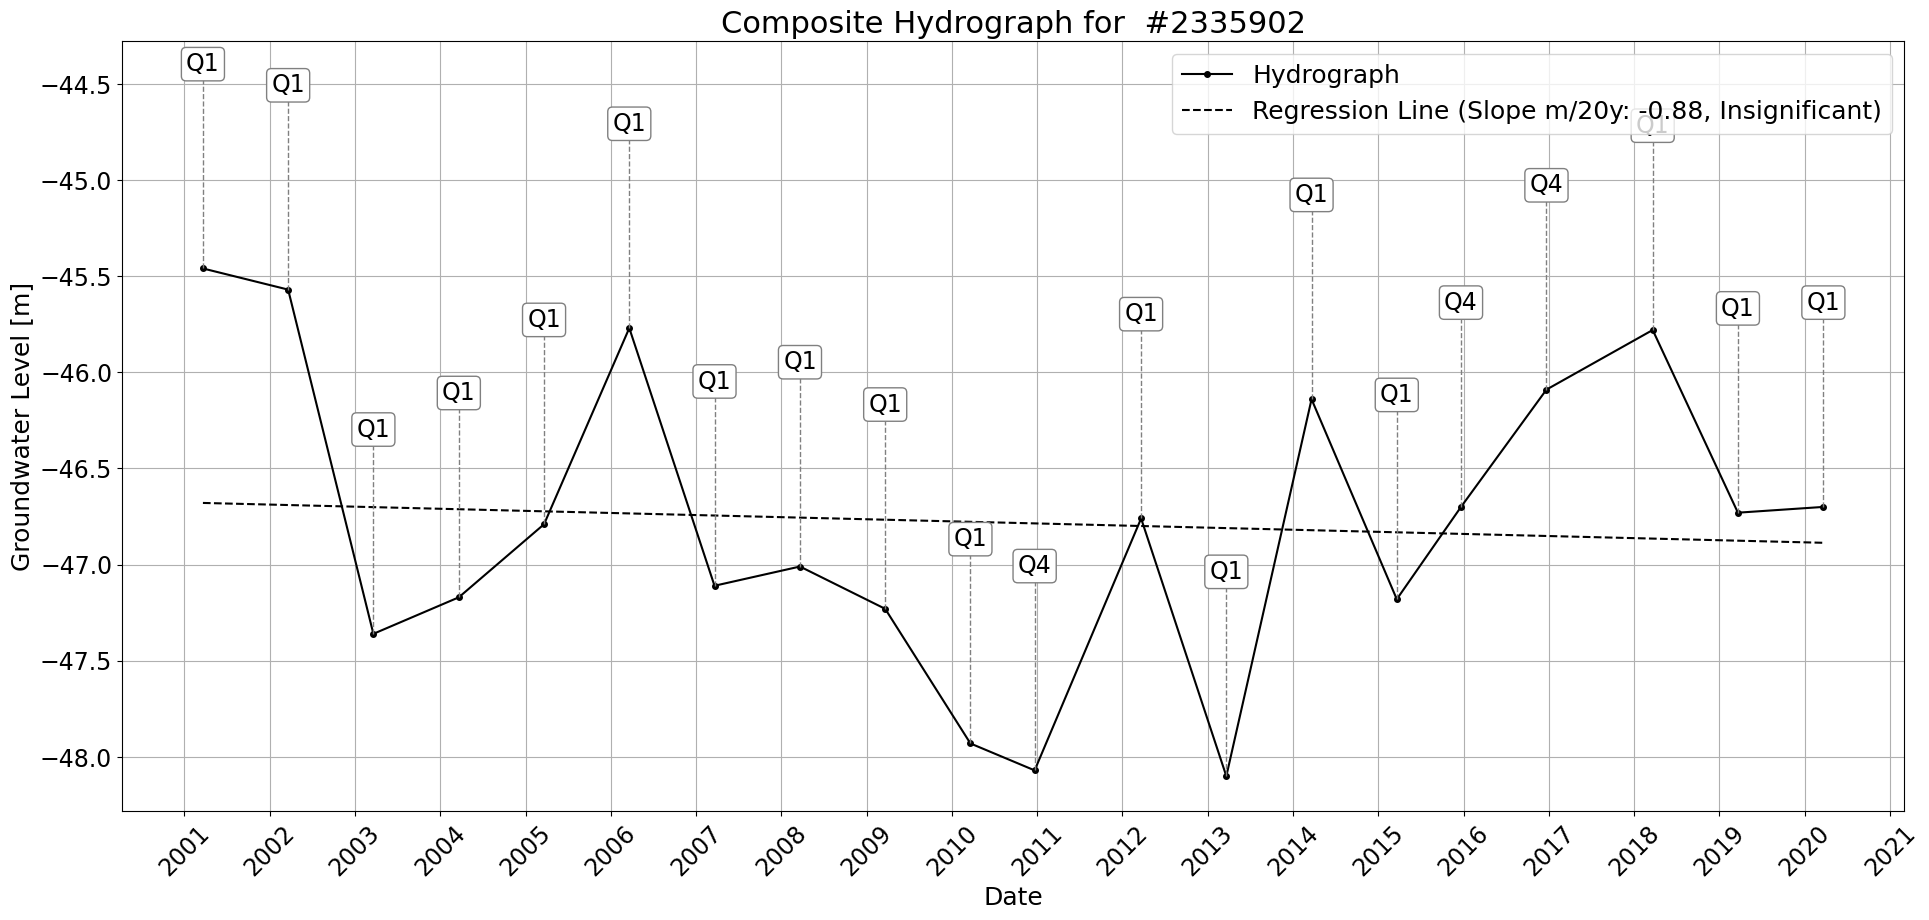 Composite Hydrograph for #2335902
Hydrograph
Regression Line (Slope m/20y: -0.88, Insignificant)
Groundwater Level [m]
−44.5
−45.0
−45.5
−46.0
−46.5
−47.0
−47.5
−48.0
Q1
Q1
Q1
Q1
Q1
Q1
Q1
Q1
Q1
Q1
Q4
Q1
Q1
Q1
Q1
Q4
Q4
Q1
Q1
Q1
2001
2002
2003
2004
2005
2006
2007
2008
2009
2010
2011
2012
2013
2014
2015
2016
2017
2018
2019
2020
2021
Date